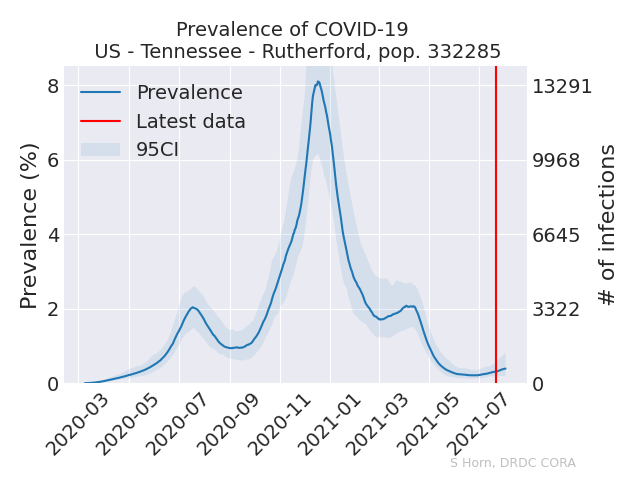 Prevalence of COVID-19
US - Tennessee - Rutherford, pop. 332285
Prevalence
Latest data
95CI
Prevalence (%)
8
6
4
2
0
13291
9968
6645
3322
0
# of infections
2020-03
2020-05
2020-07
2020-09
2020-11
2021-01
2021-03
2021-05
2021-07
S Horn, DRDC CORA